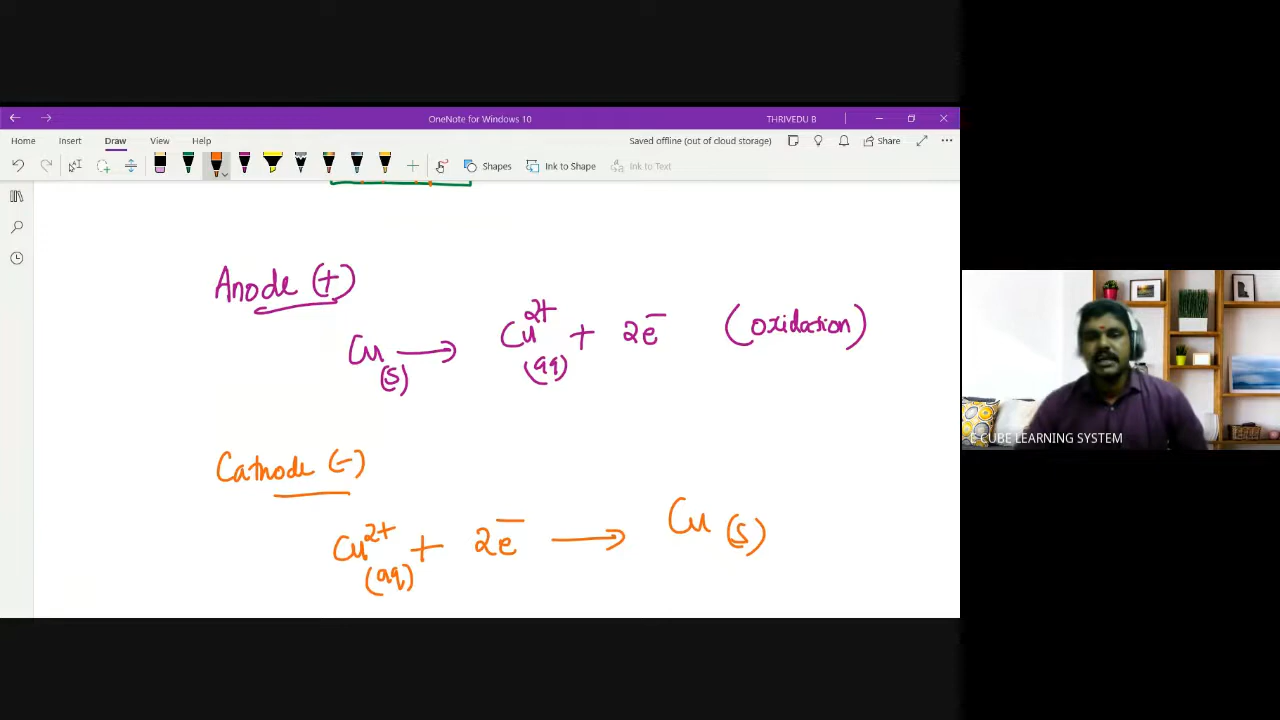 OneNote for Windows 10
THRIVEDU B
Home Insert Draw View Help
Saved offline (out of cloud storage)
Share
Shapes
Ink to Shape
Ink to Text
Anode (+)
Cu (s) → Cu²⁺ (aq) + 2e⁻ (oxidation)
Cathode (-)
Cu²⁺ (aq) + 2e⁻ → Cu (s)
E CUBE LEARNING SYSTEM